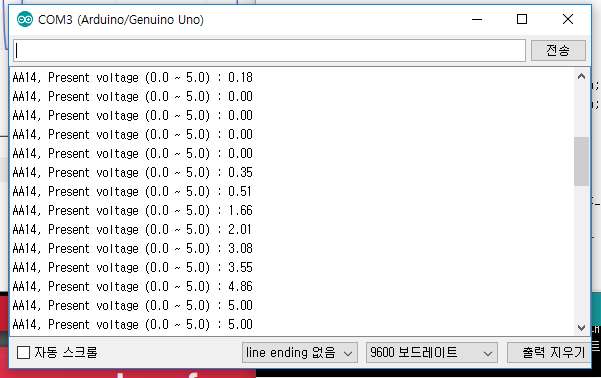 COM3 (Arduino/Genuino Uno)
전송
AA14, Present voltage (0.0 ~ 5.0) : 0.18
AA14, Present voltage (0.0 ~ 5.0) : 0.00
AA14, Present voltage (0.0 ~ 5.0) : 0.00
AA14, Present voltage (0.0 ~ 5.0) : 0.00
AA14, Present voltage (0.0 ~ 5.0) : 0.00
AA14, Present voltage (0.0 ~ 5.0) : 0.35
AA14, Present voltage (0.0 ~ 5.0) : 0.51
AA14, Present voltage (0.0 ~ 5.0) : 1.66
AA14, Present voltage (0.0 ~ 5.0) : 2.01
AA14, Present voltage (0.0 ~ 5.0) : 3.08
AA14, Present voltage (0.0 ~ 5.0) : 3.55
AA14, Present voltage (0.0 ~ 5.0) : 4.86
AA14, Present voltage (0.0 ~ 5.0) : 5.00
AA14, Present voltage (0.0 ~ 5.0) : 5.00
자동 스크롤 line ending 없음 9600 보드레이트 출력 지우기